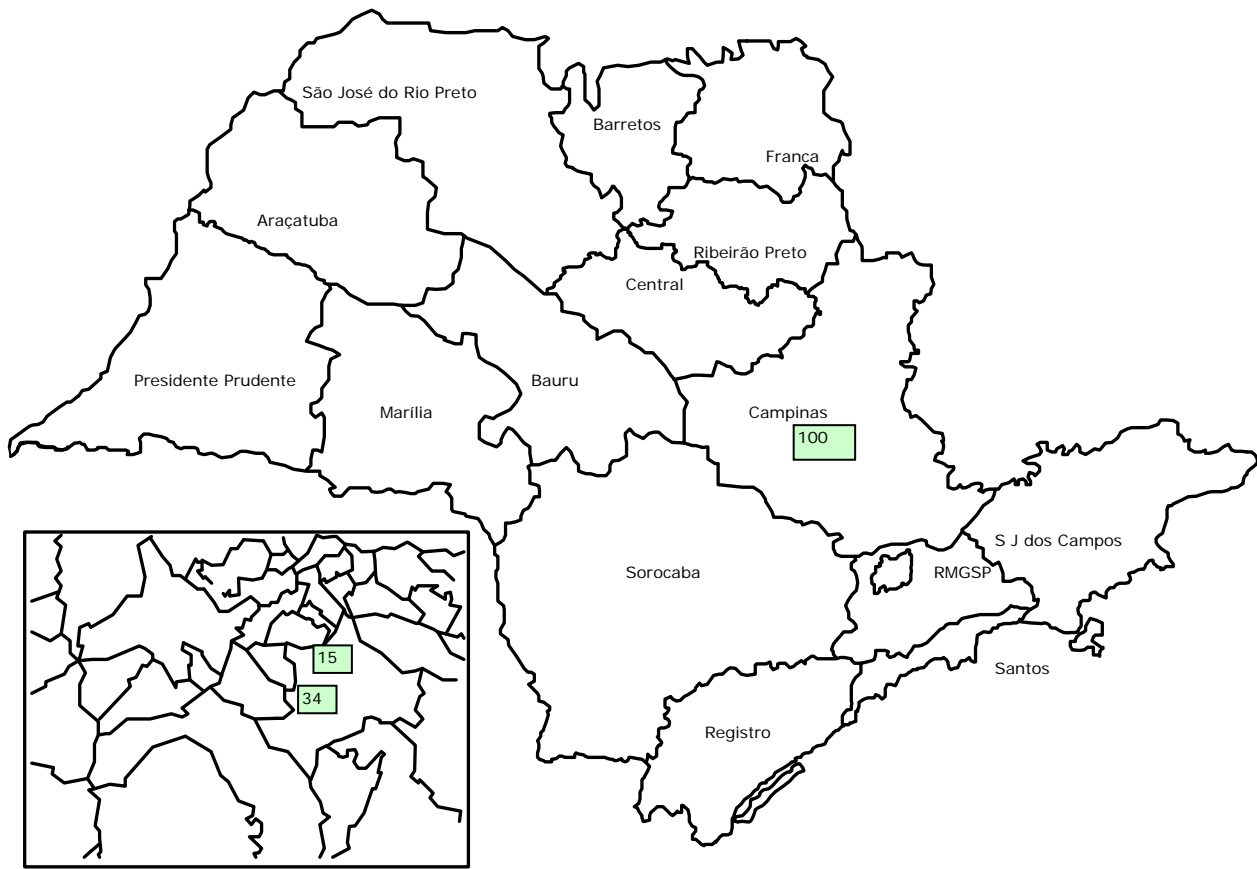 São José do Rio Preto
Barretos
Franca
Araçatuba
Ribeirão Preto
Central
Presidente Prudente
Bauru
Marília
Campinas
100
S J dos Campos
Sorocaba
RMGSP
15
Santos
34
Registro